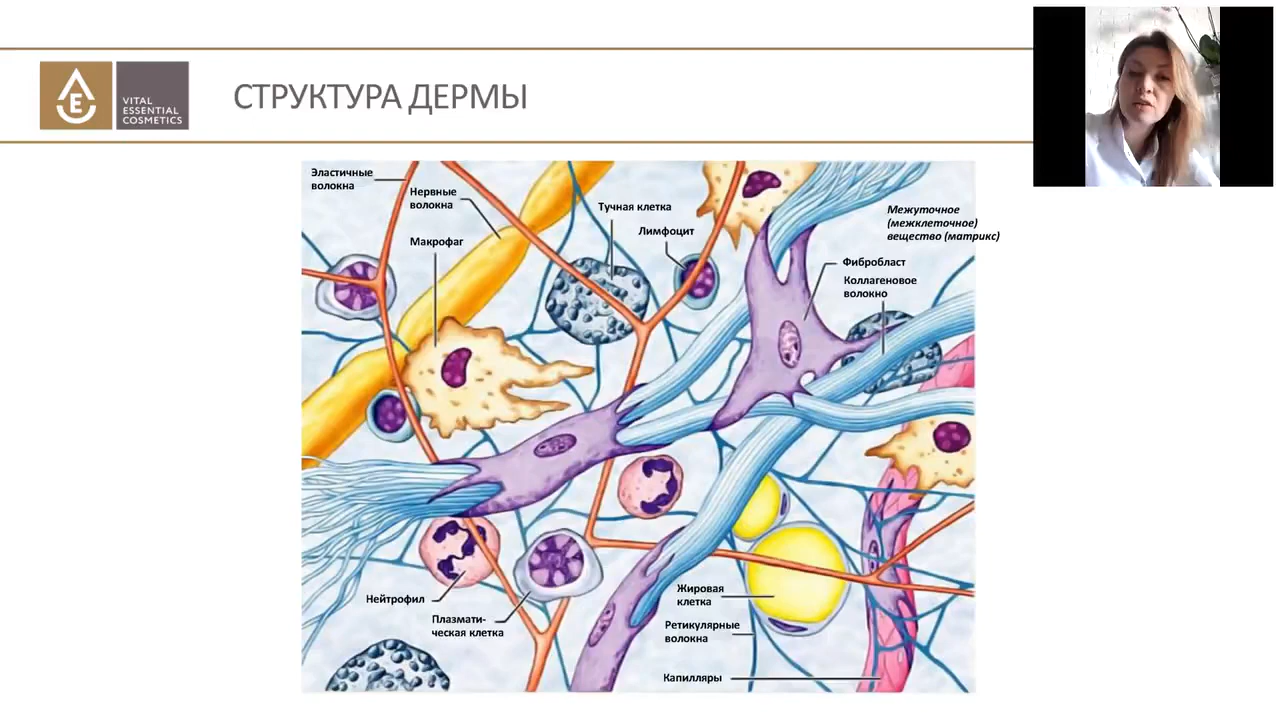 VITAL
ESSENTIAL
COSMETICS
СТРУКТУРА ДЕРМЫ
Эластичные
волокна
Нервные
волокна
Макрофаг
Тучная клетка
Лимфоцит
Межуточное
(межклеточное)
вещество (матрикс)
Фибробласт
Коллагеновое
волокно
Нейтрофил
Плазмати-
ческая клетка
Жировая
клетка
Ретикулярные
волокна
Капилляры